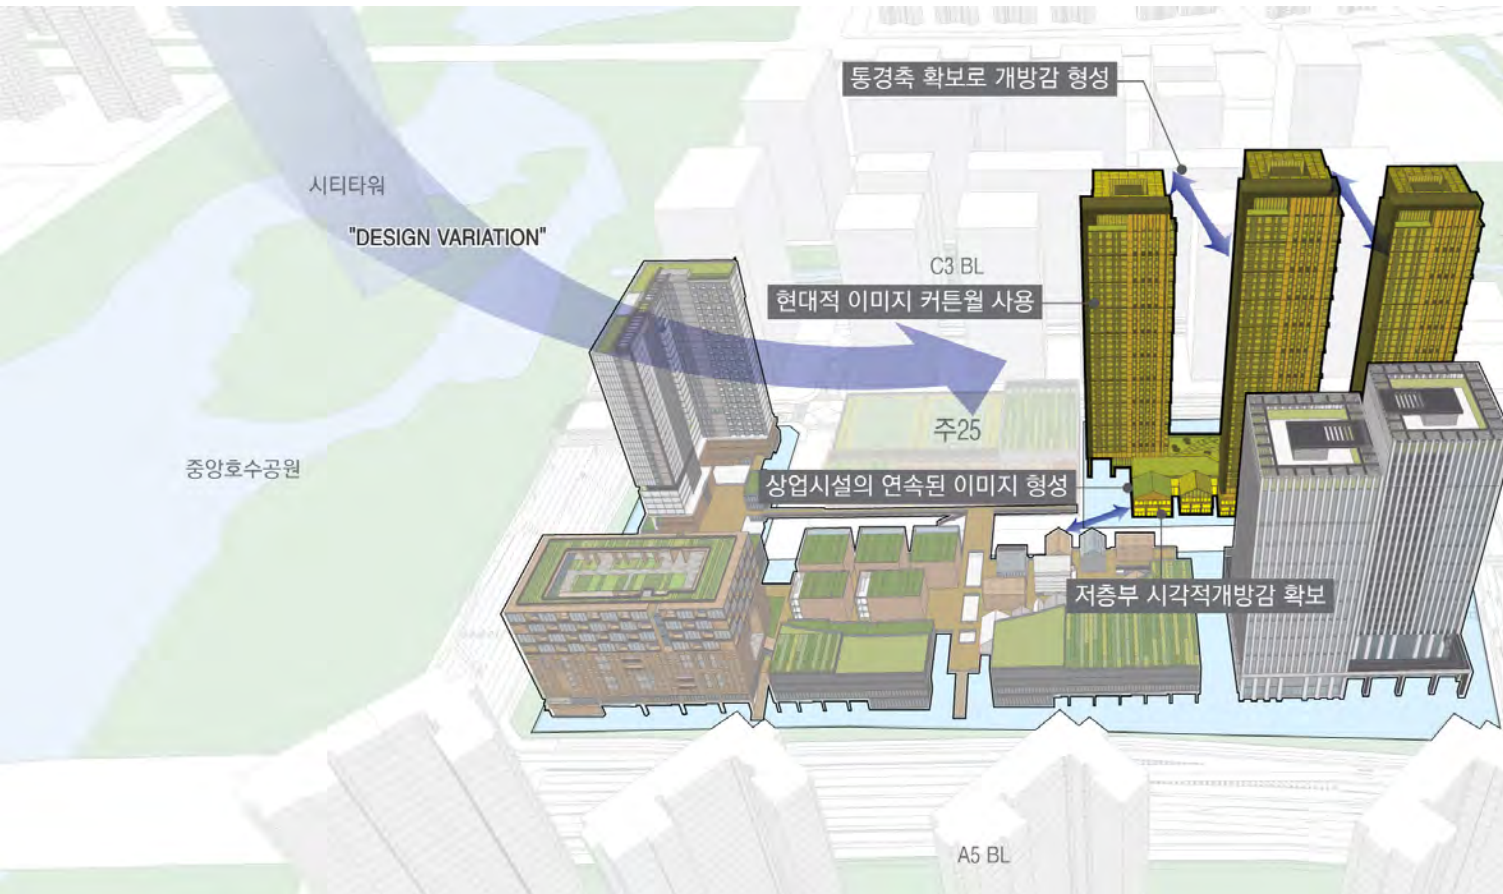 통경축 확보로 개방감 형성
시티타워
"DESIGN VARIATION"
C3 BL
현대적 이미지 커튼월 사용
주25
중앙호수공원
상업시설의 연속된 이미지 형성
저층부 시각적개방감 확보
A5 BL